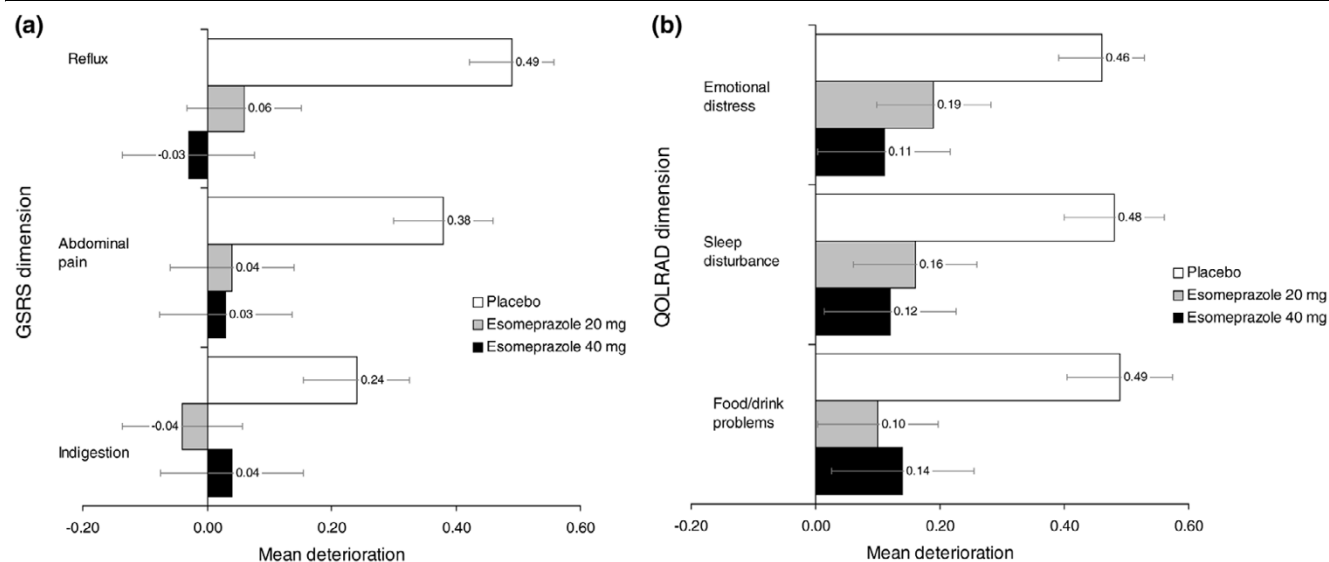 (a)
GSRS dimension
Reflux
0.49
0.06
-0.03
Abdominal
pain
0.38
0.04
0.03
Indigestion
0.24
-0.04
0.04
Placebo
Esomeprazole 20 mg
Esomeprazole 40 mg
-0.20 0.00 0.20 0.40 0.60
Mean deterioration
(b)
QOLRAD dimension
Emotional
distress
0.46
0.19
0.11
Sleep
disturbance
0.48
0.16
0.12
Food/drink
problems
0.49
0.10
0.14
Placebo
Esomeprazole 20 mg
Esomeprazole 40 mg
-0.20 0.00 0.20 0.40 0.60
Mean deterioration